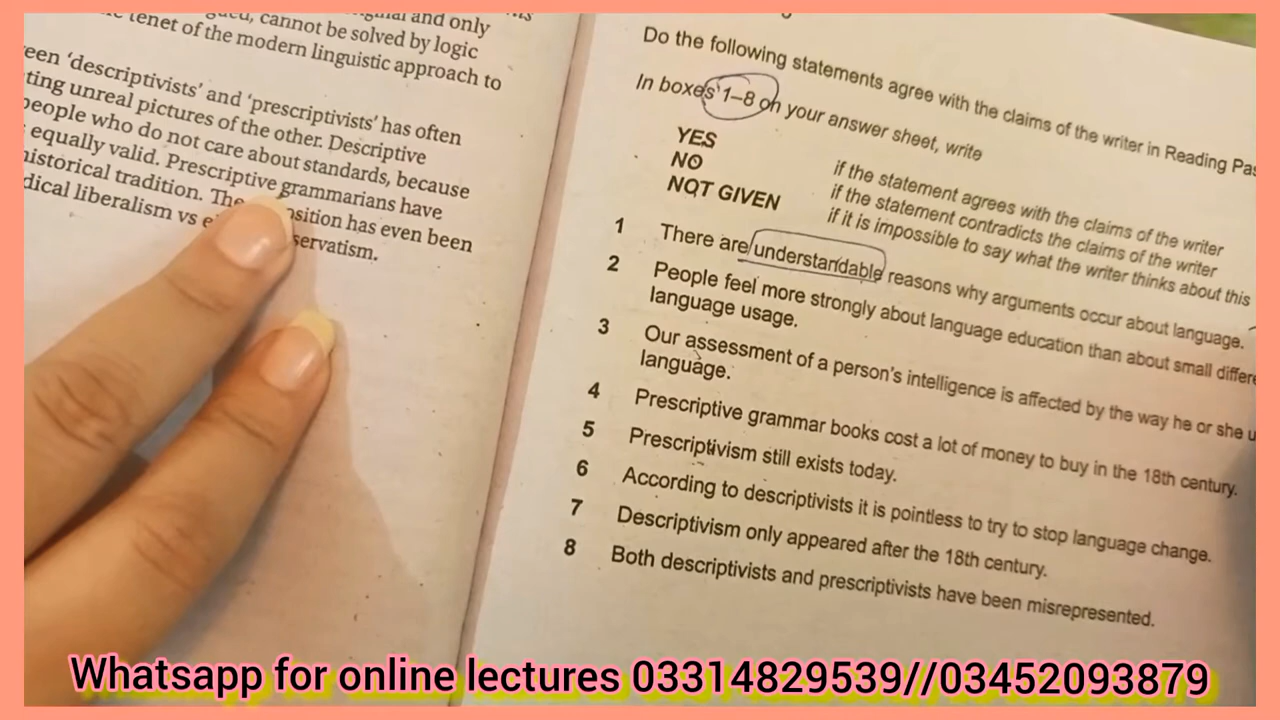 and only
cannot be solved by logic
tenet of the modern linguistic approach to
'descriptivists' and 'prescriptivists' has often
unreal pictures of the other. Descriptive
people who do not care about standards, because
equally valid. Prescriptive grammarians have
historical tradition. The has even been
liberalism vs
Do the following statements agree with the claims of the writer in Reading
In boxes 1–8 on your answer sheet, write
YES if the statement agrees with the claims of the writer
NO if the statement contradicts the claims of the writer
NOT GIVEN if it is impossible to say what the writer thinks about this
1 There are understandable reasons why arguments occur about language.
2 People feel more strongly about language education than about small
language usage.
3 Our assessment of a person's intelligence is affected by the way he or she
language.
4 Prescriptive grammar books cost a lot of money to buy in the 18th century.
5 Prescriptivism still exists today.
6 According to descriptivists it is pointless to try to stop language change.
7 Descriptivism only appeared after the 18th century.
8 Both descriptivists and prescriptivists have been misrepresented.
Whatsapp for online lectures 03314829539//03452093879